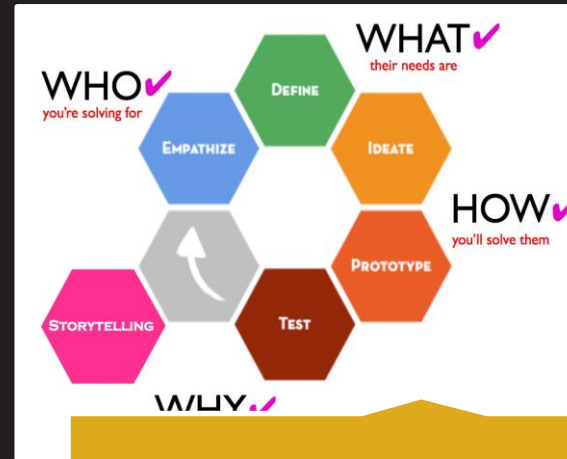 WHAT✔
their needs are
WHO✔
you're solving for
DEFINE
EMPATHIZE
IDEATE
HOW✔
you'll solve them
PROTOTYPE
STORYTELLING
TEST
WHY✔